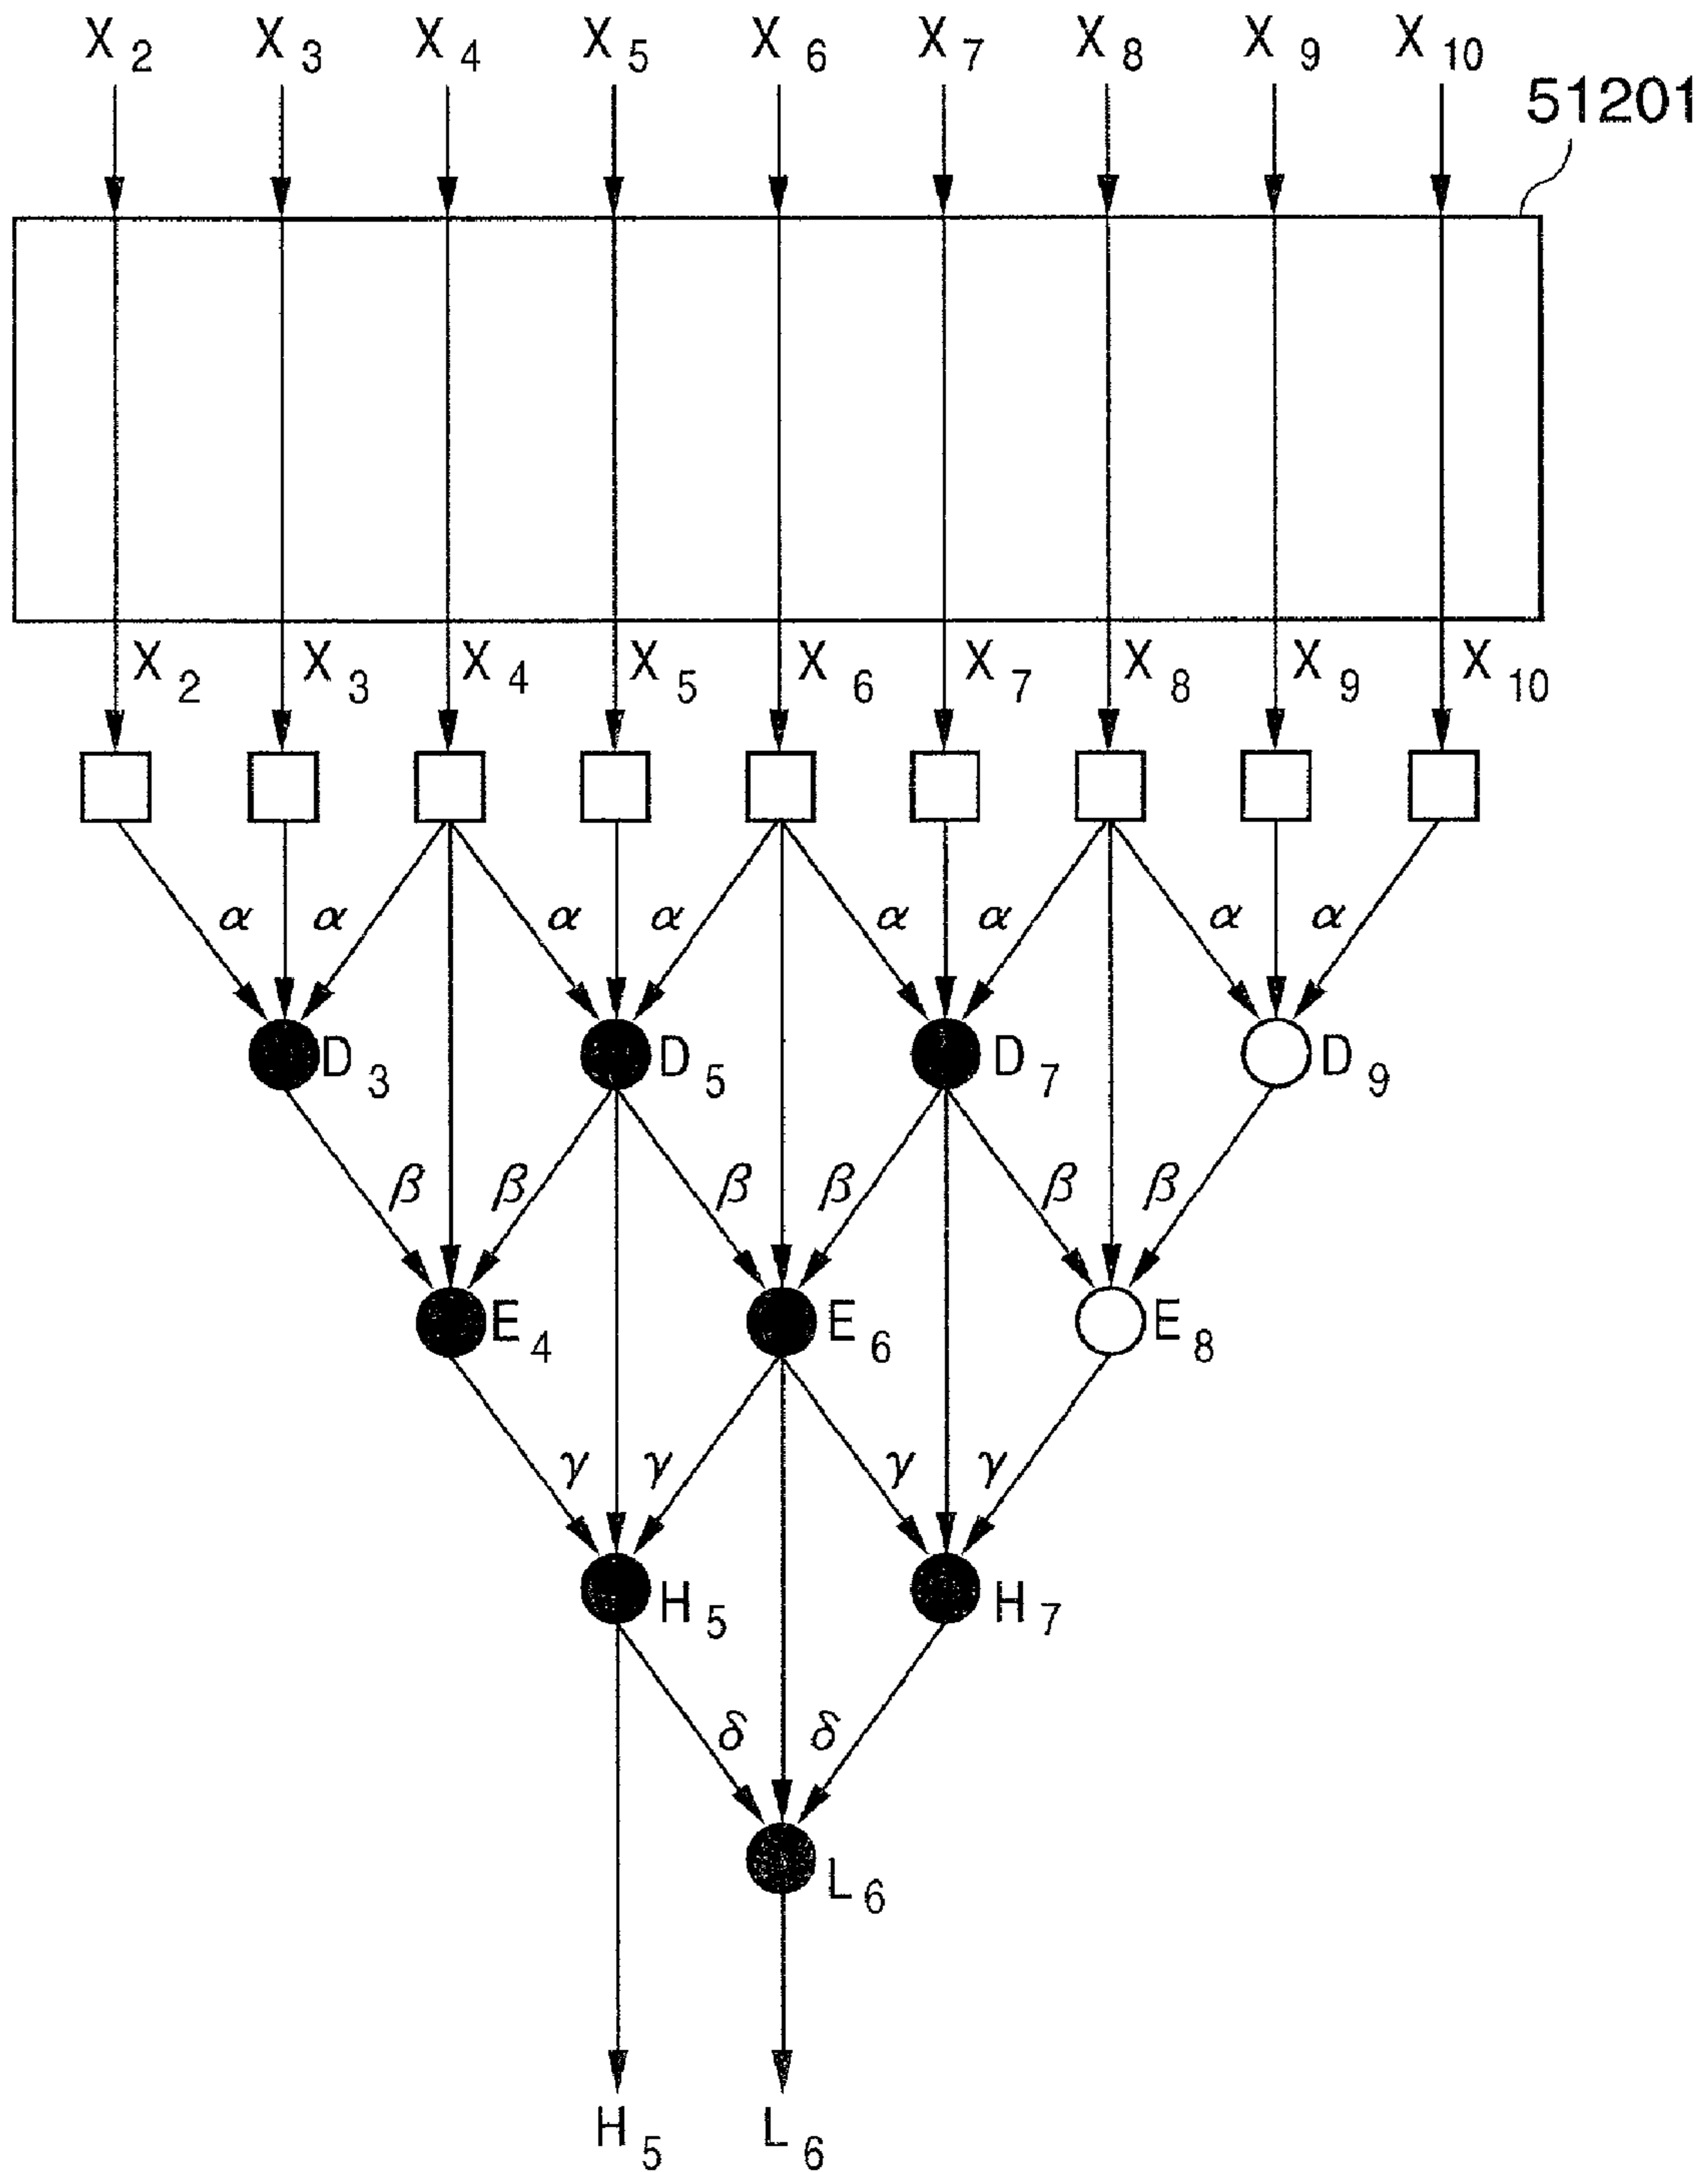 X2 X3 X4 X5 X6 X7 X8 X9 X10
51201
X2 X3 X4 X5 X6 X7 X8 X9 X10
α α α α α α α α
D3 D5 D7 D9
β β β β β β
E4 E6 E8
γ γ γ γ
H5 H7
δ δ
L6
H5 L6